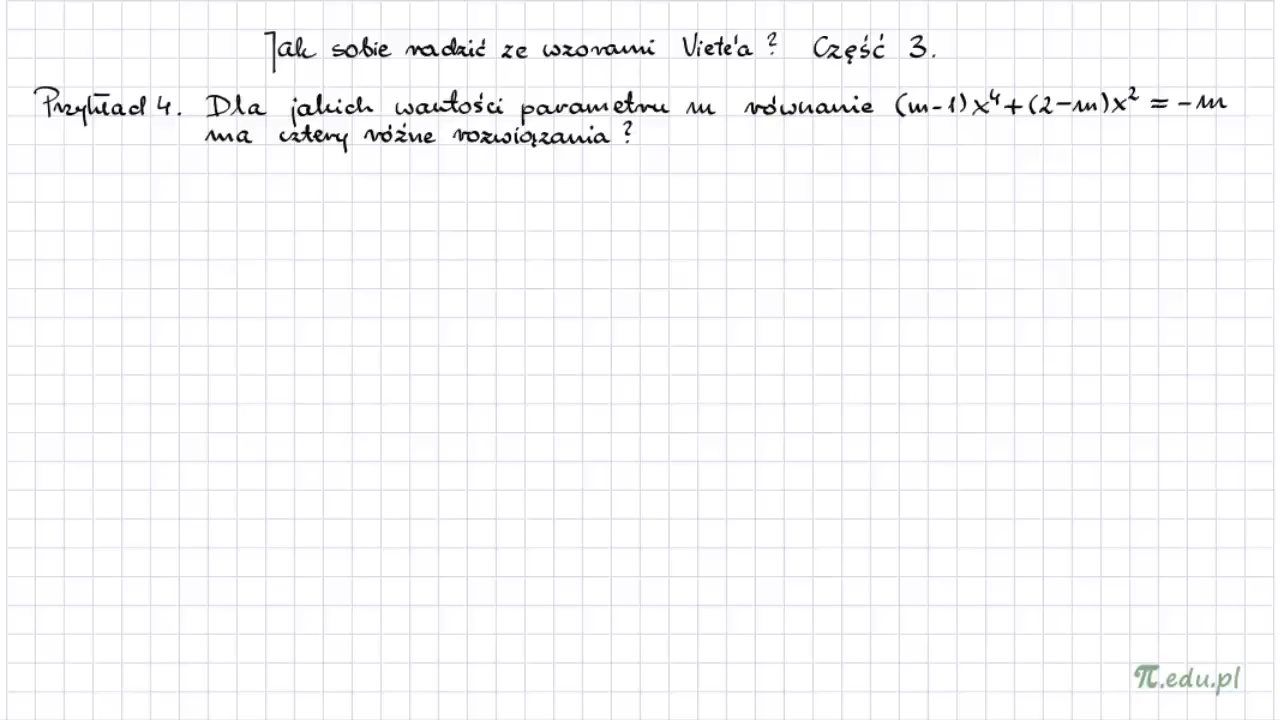 Jak sobie radzić ze wzorami Viete'a? Część 3.
Przykład 4. Dla jakich wartości parametru m równanie (m-1)x⁴+(2-m)x² = -m
ma cztery różne rozwiązania?
π.edu.pl